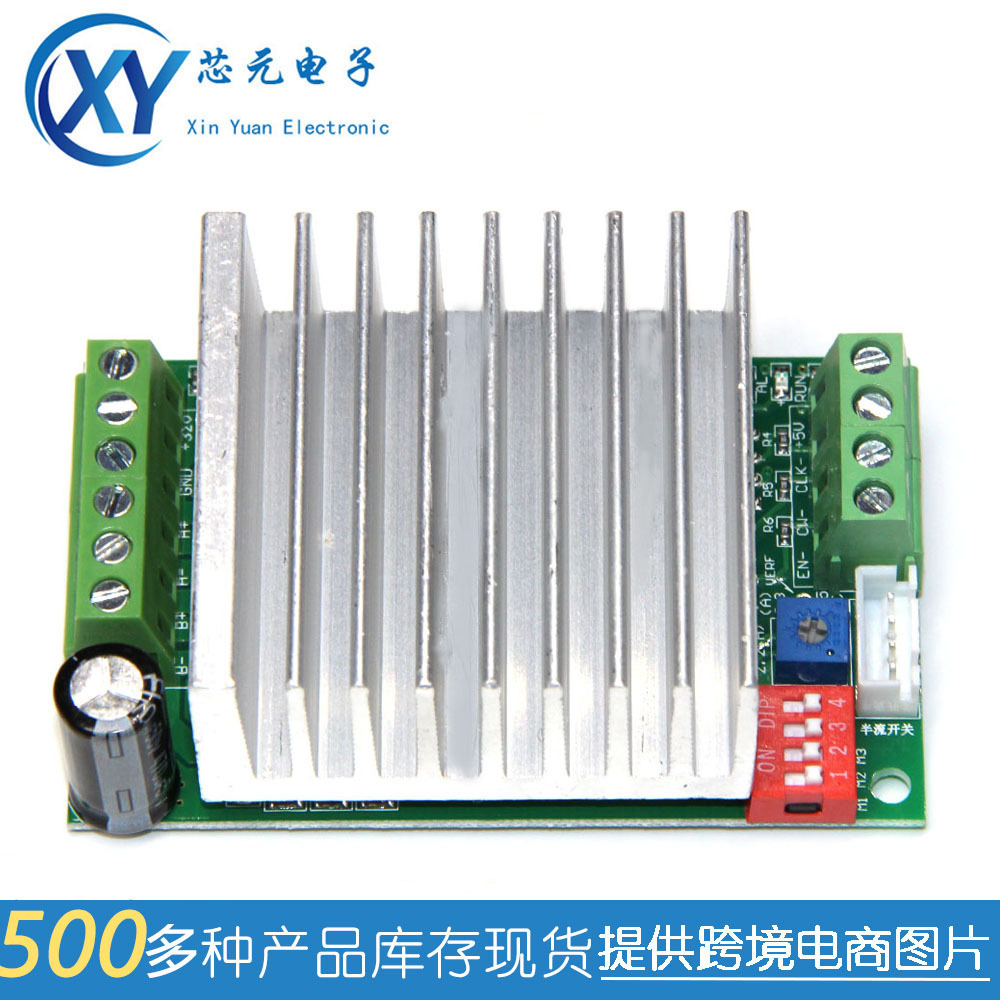 XY 芯元电子
Xin Yuan Electronic
+32V
GND
A+
A-
B+
B-
AL
RUN
R4
+5V
R5
CLK-
R6
CW-
EN-
VERF
(A)
半流开关
ON DIP
1 2 3 4
M1 M2 M3
500多种产品库存现货 提供跨境电商图片